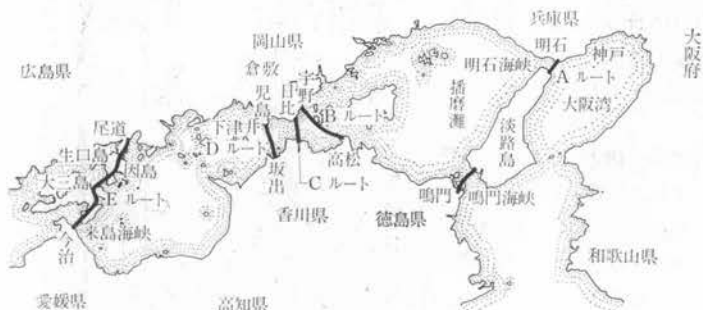 兵庫県
岡山県
広島県
大阪府
明石
神戸
明石海峡
Aルート
大阪湾
播磨灘
淡路島
倉敷
児島
日比
宇野
Bルート
尾道
下津井
Dルート
生口島
因島
大三島
Eルート
高松
坂出
Cルート
鳴門
鳴門海峡
香川県
徳島県
今治
来島海峡
和歌山県
愛媛県
高知県